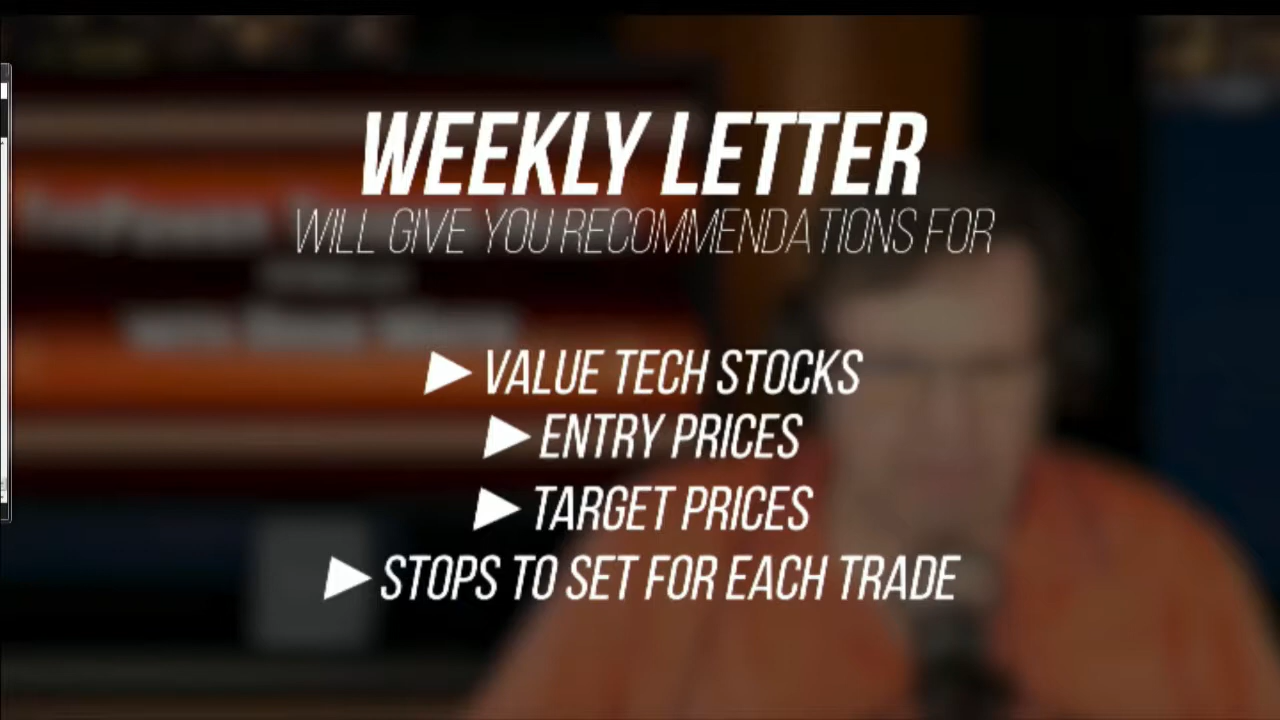 WEEKLY LETTER
WILL GIVE YOU RECOMMENDATIONS FOR
▶ VALUE TECH STOCKS
▶ ENTRY PRICES
▶ TARGET PRICES
▶ STOPS TO SET FOR EACH TRADE